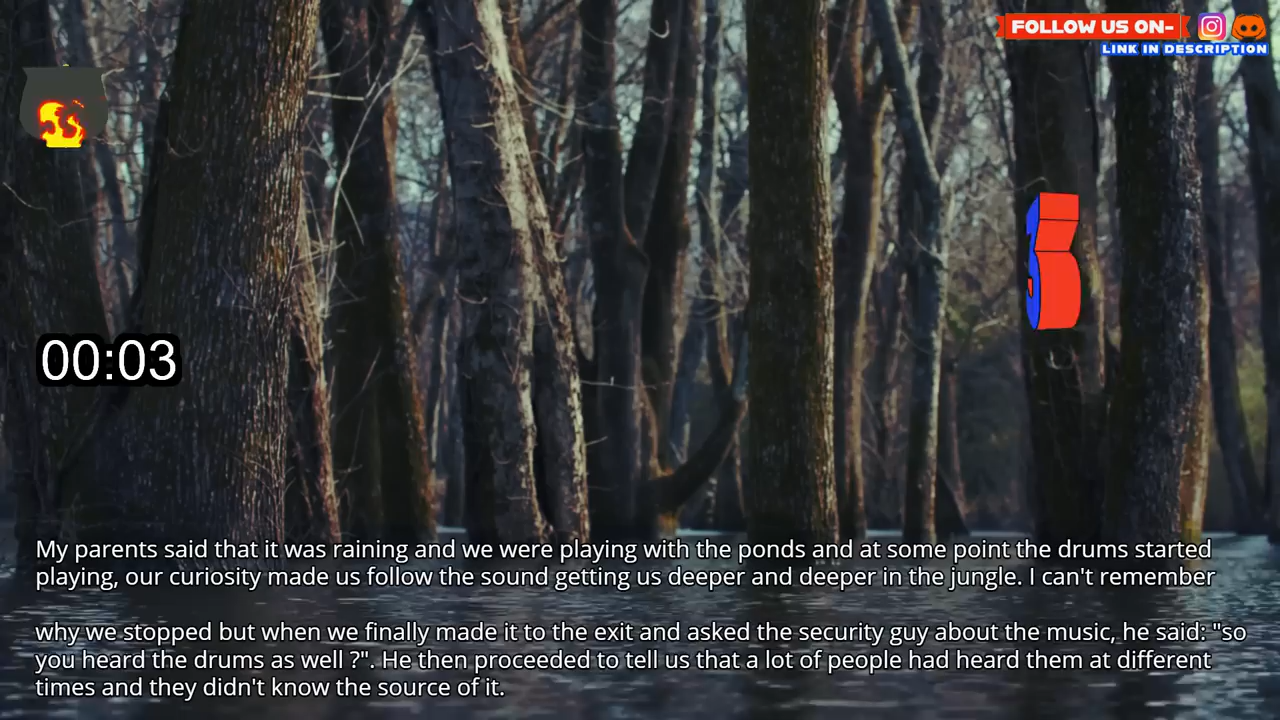 FOLLOW US ON-
LINK IN DESCRIPTION
5
00:03
My parents said that it was raining and we were playing with the ponds and at some point the drums started
playing, our curiosity made us follow the sound getting us deeper and deeper in the jungle. I can't remember
why we stopped but when we finally made it to the exit and asked the security guy about the music, he said: "so
you heard the drums as well ?". He then proceeded to tell us that a lot of people had heard them at different
times and they didn't know the source of it.